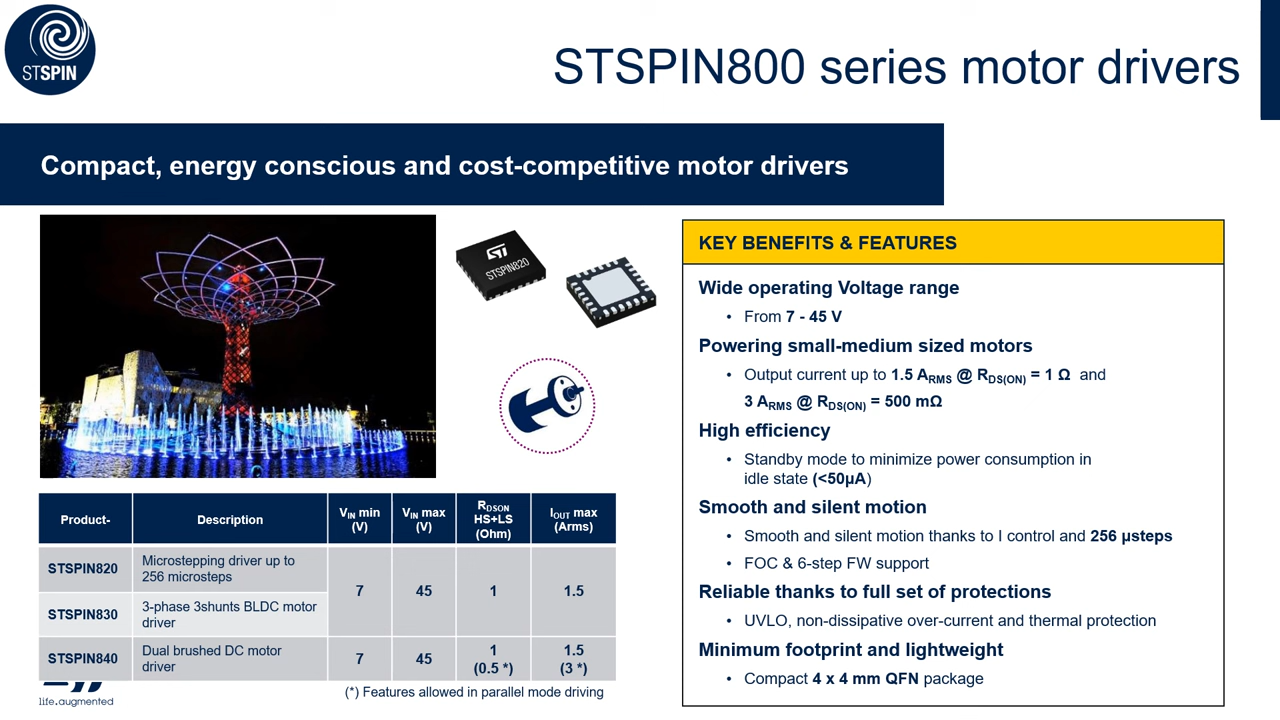 STSPIN
STSPIN800 series motor drivers
Compact, energy conscious and cost-competitive motor drivers
STSPIN820
KEY BENEFITS & FEATURES
Wide operating Voltage range
• From 7 - 45 V
Powering small-medium sized motors
• Output current up to 1.5 ARMS @ RDS(ON) = 1 Ω and
3 ARMS @ RDS(ON) = 500 mΩ
High efficiency
• Standby mode to minimize power consumption in
idle state (<50µA)
Smooth and silent motion
• Smooth and silent motion thanks to I control and 256 µsteps
• FOC & 6-step FW support
Reliable thanks to full set of protections
• UVLO, non-dissipative over-current and thermal protection
Minimum footprint and lightweight
• Compact 4 x 4 mm QFN package
Product- Description VIN min (V) VIN max (V) RDSON HS+LS (Ohm) IOUT max (Arms)
STSPIN820 Microstepping driver up to 256 microsteps 7 45 1 1.5
STSPIN830 3-phase 3shunts BLDC motor driver
STSPIN840 Dual brushed DC motor driver 7 45 1 (0.5 *) 1.5 (3 *)
(*) Features allowed in parallel mode driving
life.augmented